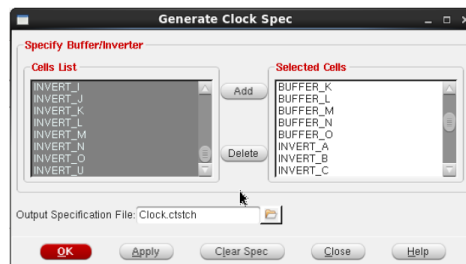 Generate Clock Spec
Specify Buffer/Inverter
Cells List
Selected Cells
INVERT_I
INVERT_J
INVERT_K
INVERT_L
INVERT_M
INVERT_N
INVERT_O
INVERT_U
Add
Delete
BUFFER_K
BUFFER_L
BUFFER_M
BUFFER_N
BUFFER_O
INVERT_A
INVERT_B
INVERT_C
Output Specification File: Clock.ctstch
OK Apply Clear Spec Close Help